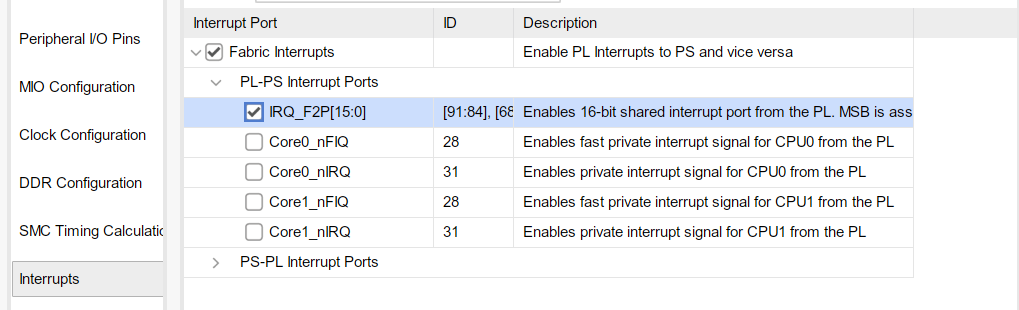 Interrupt Port ID Description
Peripheral I/O Pins
Fabric Interrupts Enable PL Interrupts to PS and vice versa
PL-PS Interrupt Ports
MIO Configuration
IRQ_F2P[15:0] [91:84], [68 Enables 16-bit shared interrupt port from the PL. MSB is ass
Clock Configuration
Core0_nFIQ 28 Enables fast private interrupt signal for CPU0 from the PL
Core0_nIRQ 31 Enables private interrupt signal for CPU0 from the PL
DDR Configuration
Core1_nFIQ 28 Enables fast private interrupt signal for CPU1 from the PL
SMC Timing Calculatic
Core1_nIRQ 31 Enables private interrupt signal for CPU1 from the PL
PS-PL Interrupt Ports
Interrupts